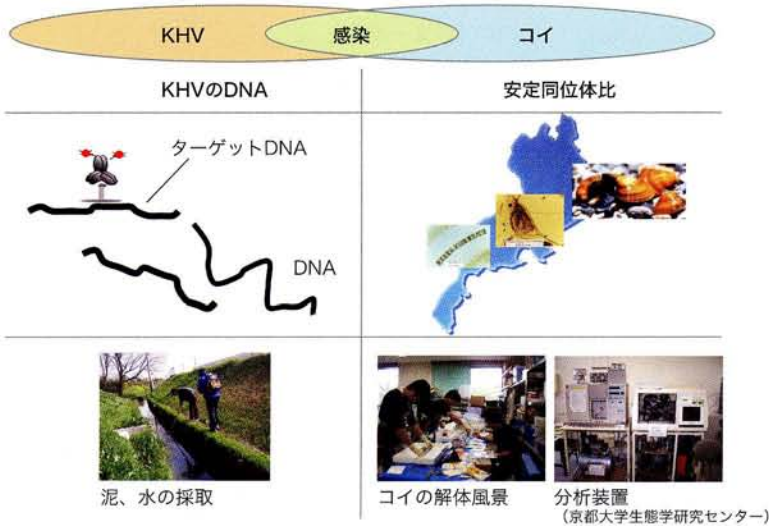 KHV 感染 コイ
KHVのDNA
安定同位体比
ターゲットDNA
DNA
泥、水の採取
コイの解体風景
分析装置
(京都大学生態学研究センター)